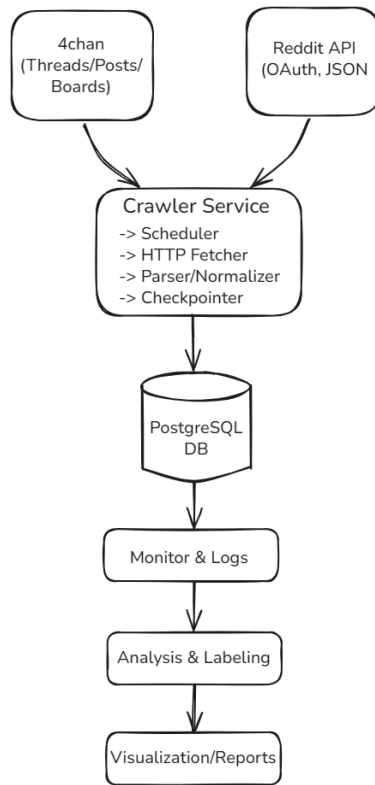 4chan
(Threads/Posts/
Boards)
Reddit API
(OAuth, JSON
Crawler Service
-> Scheduler
-> HTTP Fetcher
-> Parser/Normalizer
-> Checkpointer
PostgreSQL
DB
Monitor & Logs
Analysis & Labeling
Visualization/Reports